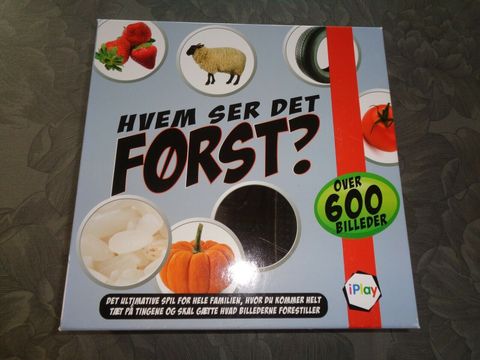 HVEM SER DET
FØRST?
OVER
600
BILLEDER
iPlay
DET ULTIMATIVE SPIL FOR HELE FAMILIEN, HVOR DU KOMMER HELT
TÆT PÅ TINGENE OG SKAL GÆTTE HVAD BILLEDERNE FORESTILLER